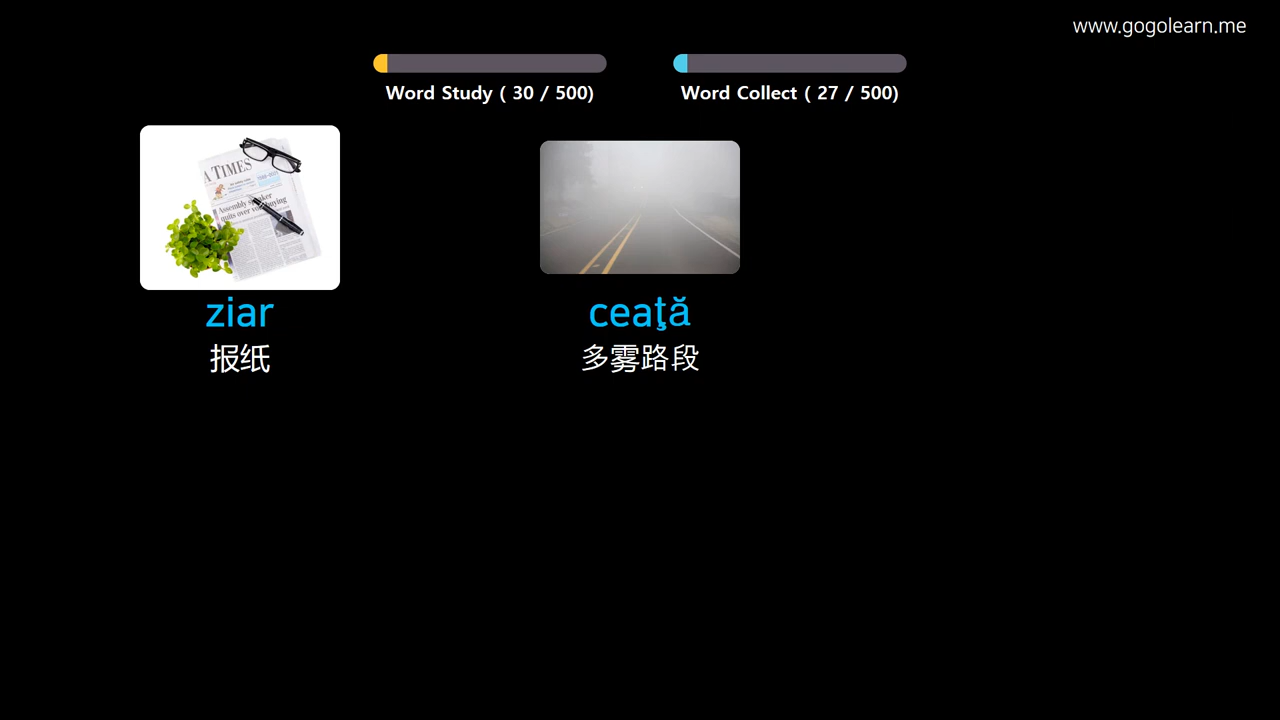 www.gogolearn.me
Word Study ( 30 / 500)
Word Collect ( 27 / 500)
A TIMES
ziar
报纸
ceaţă
多雾路段